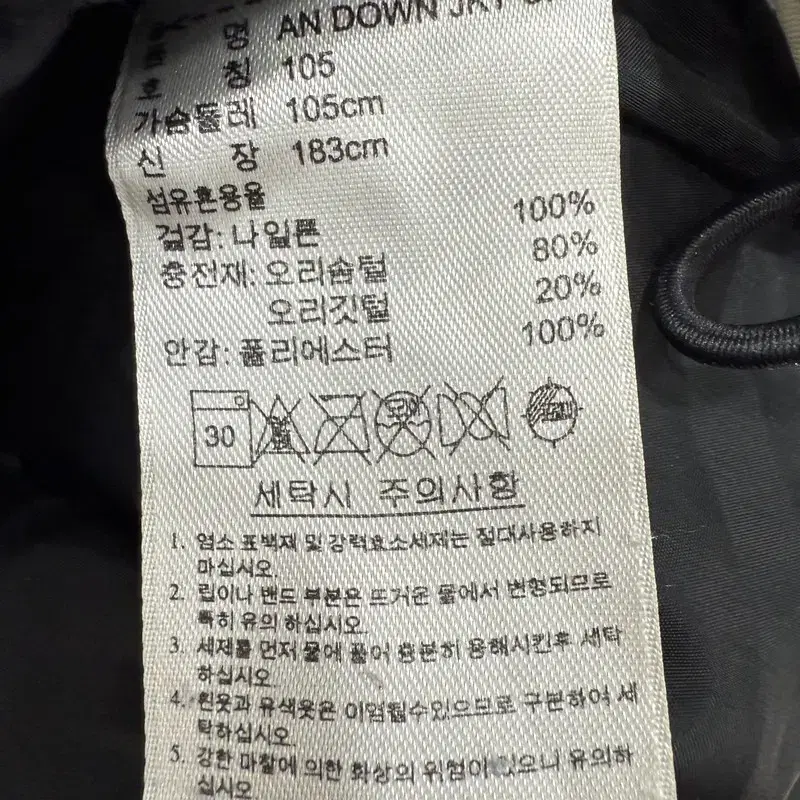 명 AN DOWN JKT
칭 105
가슴둘레 105cm
신 장 183cm
섬유혼용율
겉감: 나일론 100%
충전재: 오리솜털 80%
오리깃털 20%
안감: 폴리에스터 100%
30
세탁시 주의사항
1. 염소 표백제 및 강력효소세제는 절대사용하지
마십시오.
2. 립이나 밴드 부분은 뜨거운 물에서 변형되므로
특히 유의 하십시오.
3. 세제를 먼저 물에 풀어 충분히 용해시킨후 세탁
하십시오
4. 흰옷과 유색옷은 이염될수있으므로 구분하여 세
탁하십시오.
5. 강한 마찰에 의한 화상의 위험이 있으니 유의하
십시오